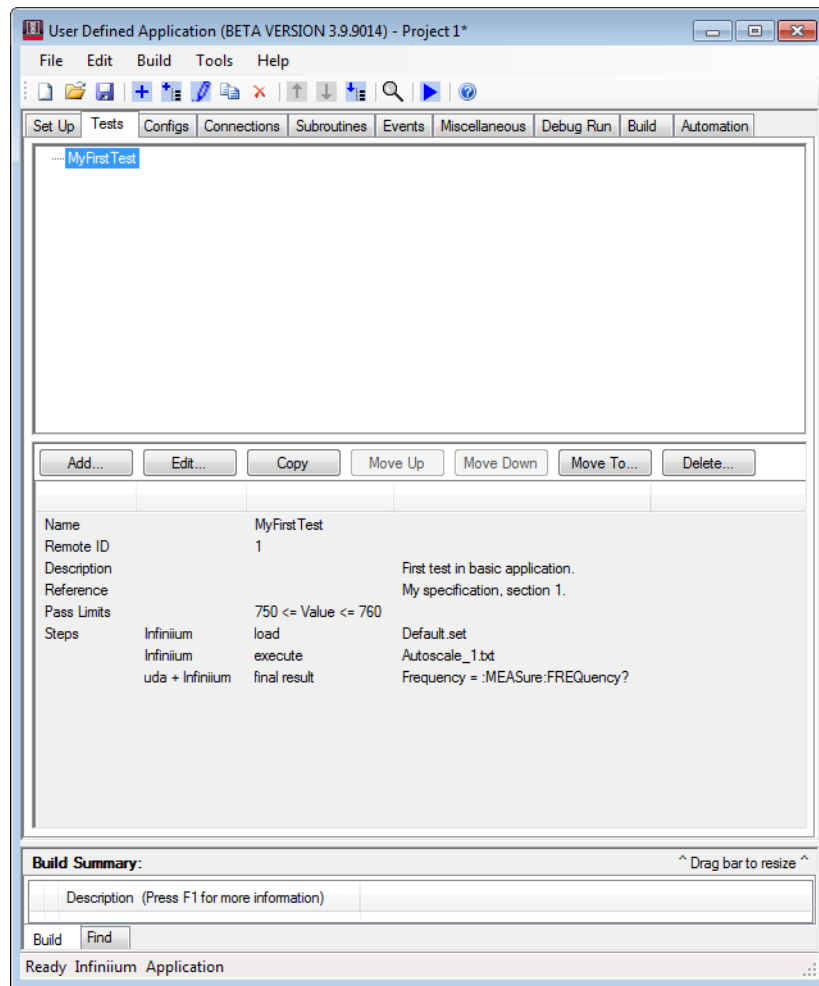 User Defined Application (BETA VERSION 3.9.9014) - Project 1*
File Edit Build Tools Help
Set Up Tests Configs Connections Subroutines Events Miscellaneous Debug Run Build Automation
MyFirstTest
Add... Edit... Copy Move Up Move Down Move To... Delete...
Name MyFirstTest
Remote ID 1
Description First test in basic application.
Reference My specification, section 1.
Pass Limits 750 <= Value <= 760
Steps Infiniium load Default.set
Infiniium execute Autoscale_1.txt
uda + Infiniium final result Frequency = :MEASure:FREQuency?
Build Summary: ^ Drag bar to resize ^
Description (Press F1 for more information)
Build Find
Ready Infiniium Application